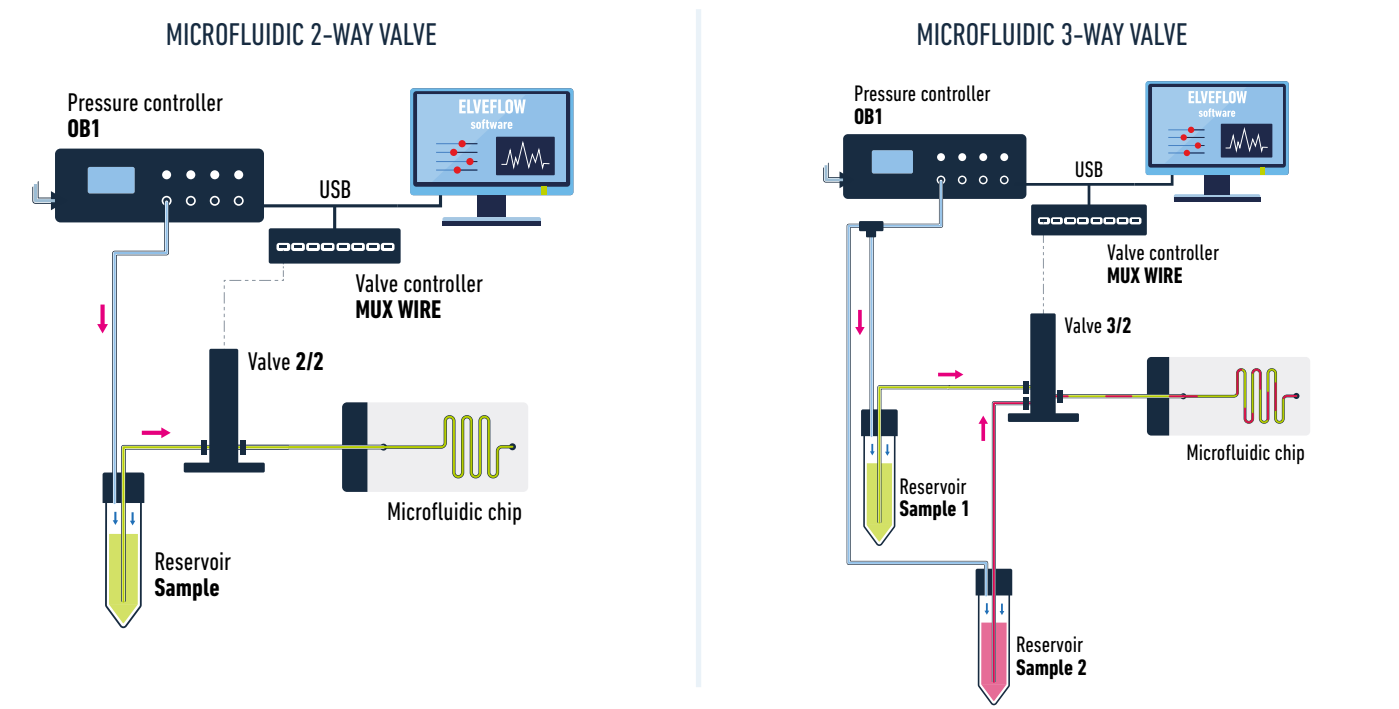 MICROFLUIDIC 2-WAY VALVE
Pressure controller
OB1
ELVEFLOW
software
USB
Valve controller
MUX WIRE
Valve 2/2
Microfluidic chip
Reservoir
Sample
MICROFLUIDIC 3-WAY VALVE
Pressure controller
OB1
ELVEFLOW
software
USB
Valve controller
MUX WIRE
Valve 3/2
Microfluidic chip
Reservoir
Sample 1
Reservoir
Sample 2